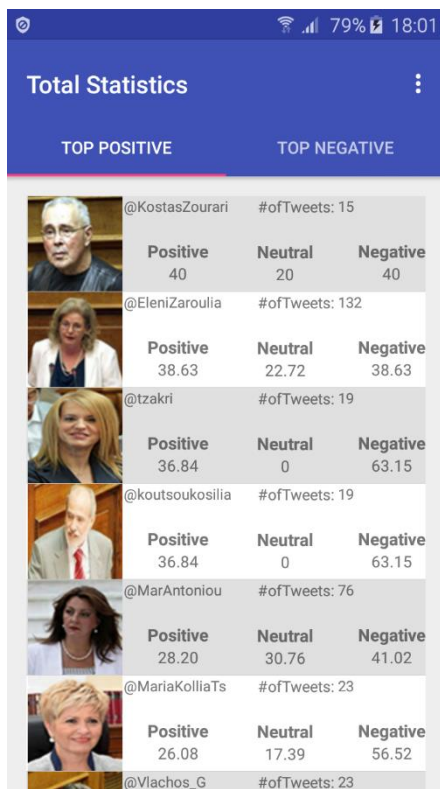 79% 18:01
Total Statistics
TOP POSITIVE TOP NEGATIVE
@KostasZourari #ofTweets: 15
Positive Neutral Negative
40 20 40
@EleniZaroulia #ofTweets: 132
Positive Neutral Negative
38.63 22.72 38.63
@tzakri #ofTweets: 19
Positive Neutral Negative
36.84 0 63.15
@koutsoukosilia #ofTweets: 19
Positive Neutral Negative
36.84 0 63.15
@MarAntoniou #ofTweets: 76
Positive Neutral Negative
28.20 30.76 41.02
@MariaKolliaTs #ofTweets: 23
Positive Neutral Negative
26.08 17.39 56.52
@Vlachos_G #ofTweets: 23